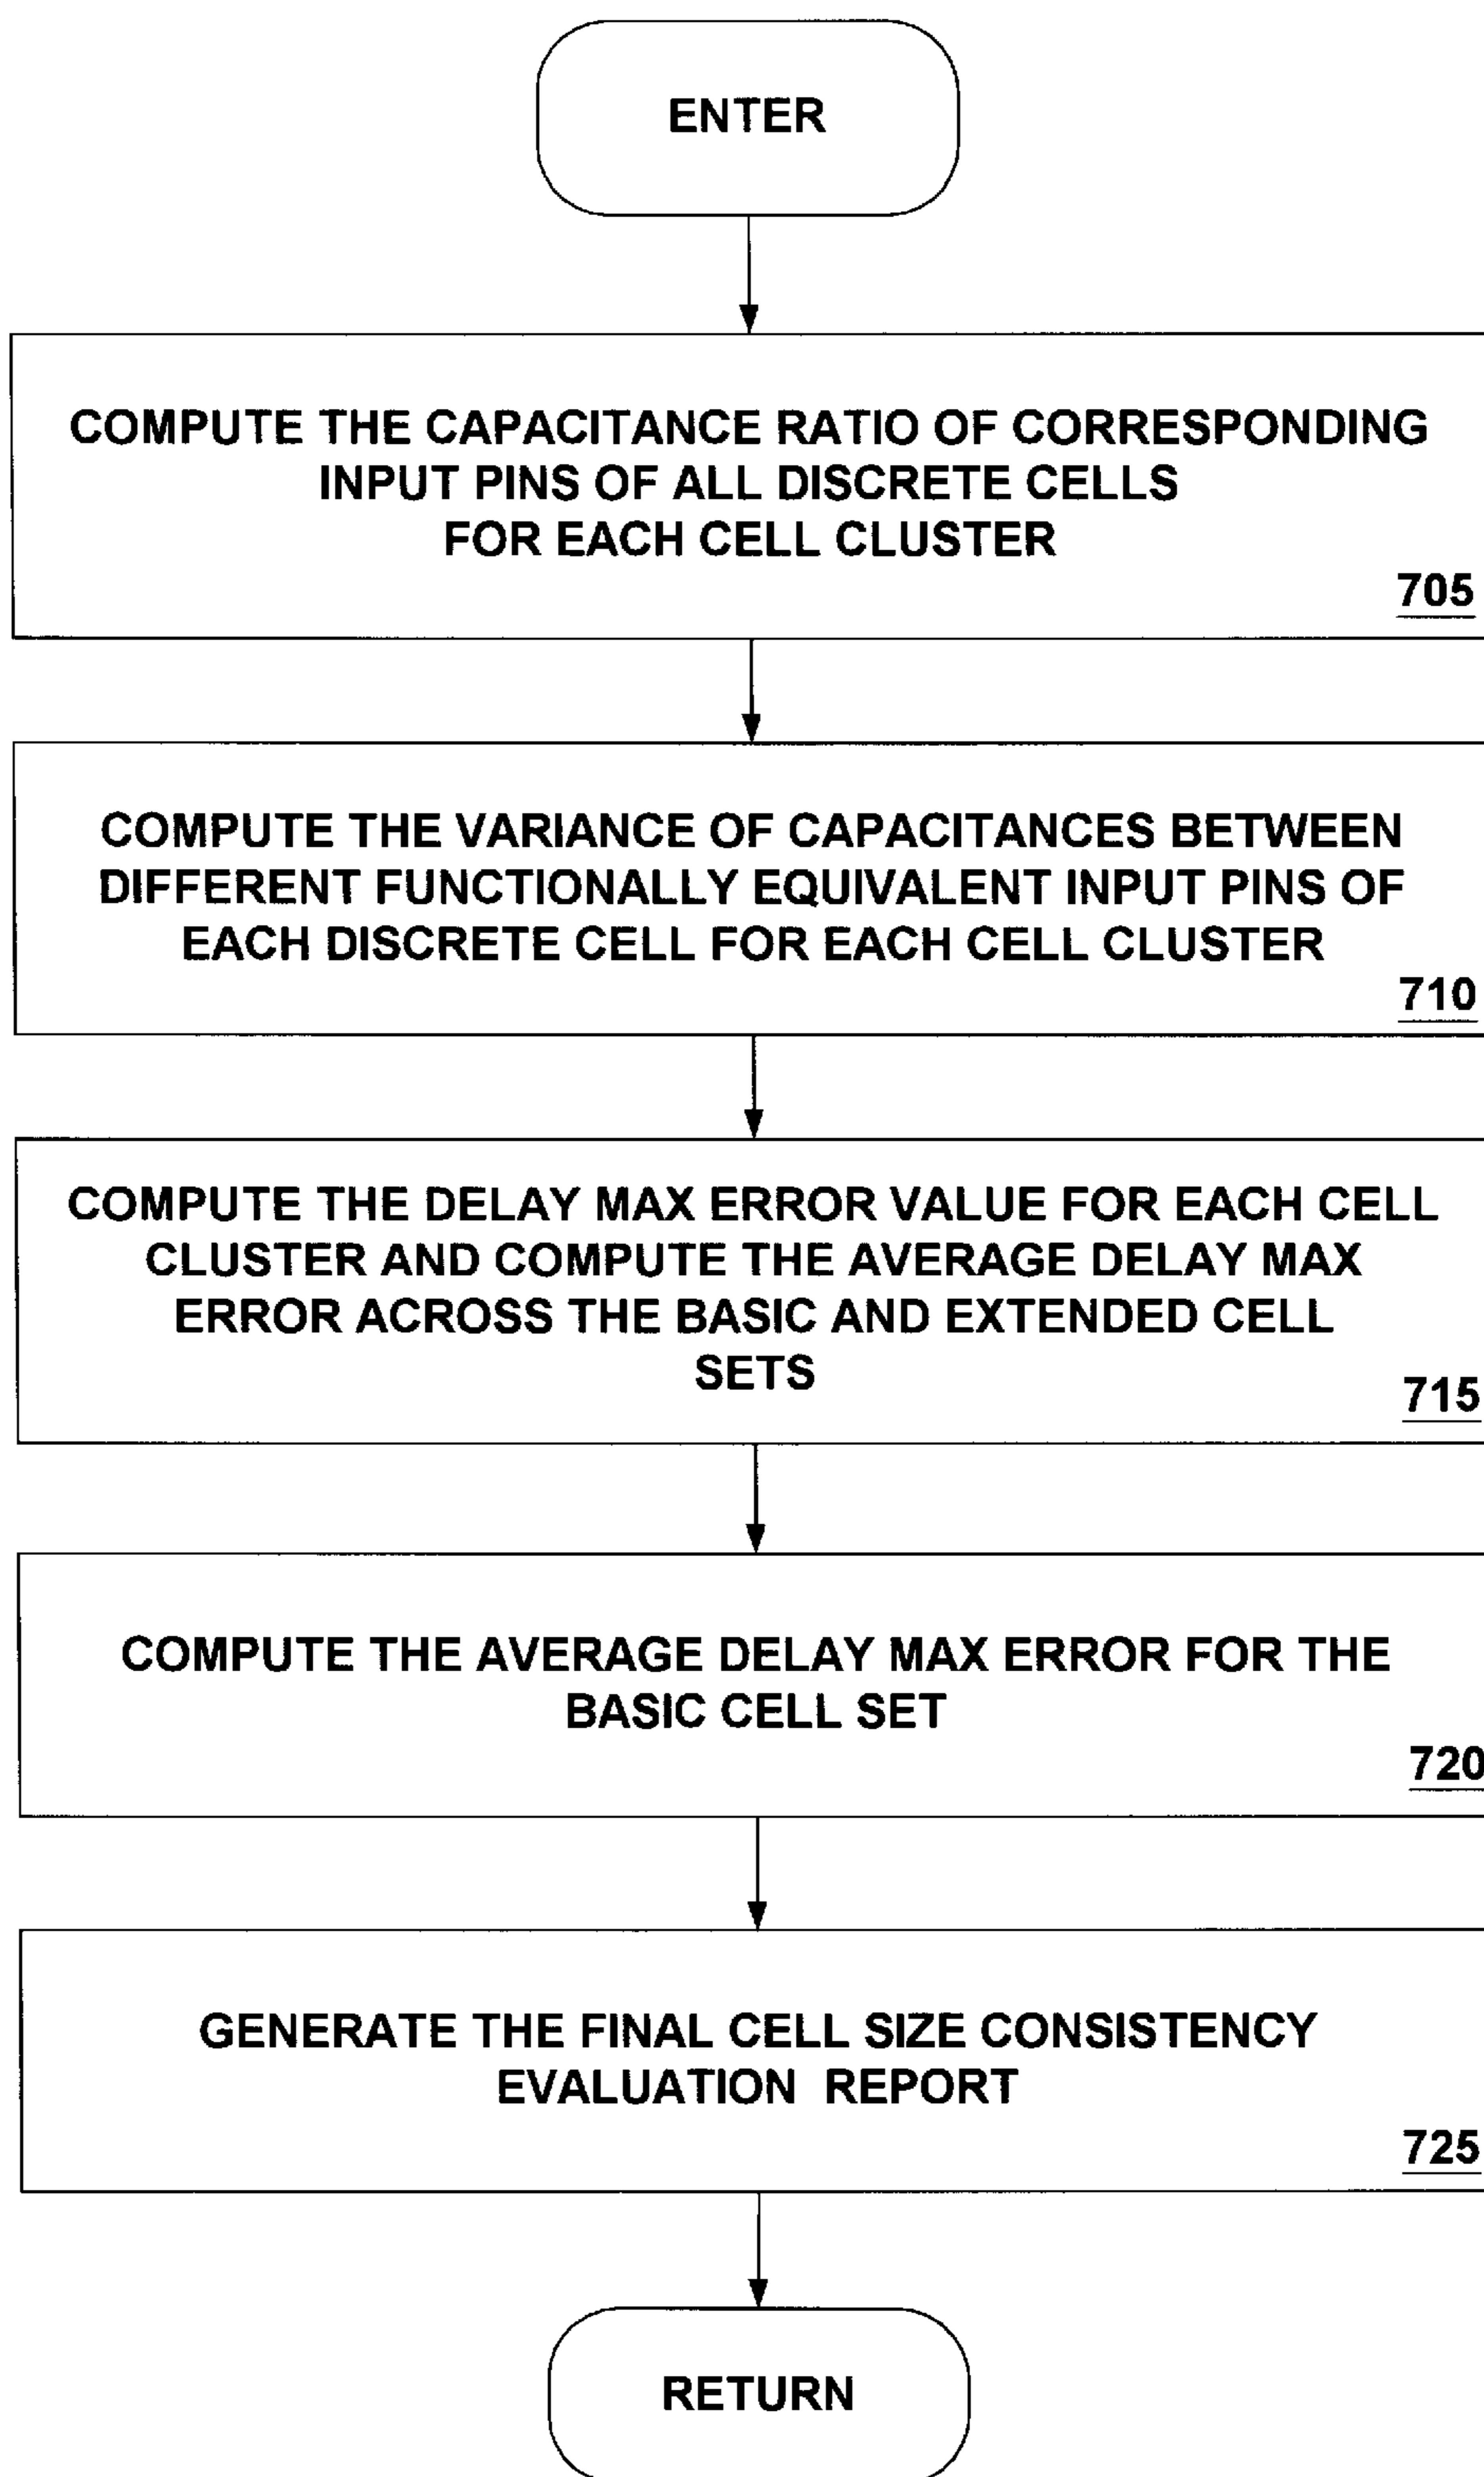 ENTER
COMPUTE THE CAPACITANCE RATIO OF CORRESPONDING
INPUT PINS OF ALL DISCRETE CELLS
FOR EACH CELL CLUSTER
705
COMPUTE THE VARIANCE OF CAPACITANCES BETWEEN
DIFFERENT FUNCTIONALLY EQUIVALENT INPUT PINS OF
EACH DISCRETE CELL FOR EACH CELL CLUSTER
710
COMPUTE THE DELAY MAX ERROR VALUE FOR EACH CELL
CLUSTER AND COMPUTE THE AVERAGE DELAY MAX
ERROR ACROSS THE BASIC AND EXTENDED CELL
SETS
715
COMPUTE THE AVERAGE DELAY MAX ERROR FOR THE
BASIC CELL SET
720
GENERATE THE FINAL CELL SIZE CONSISTENCY
EVALUATION REPORT
725
RETURN